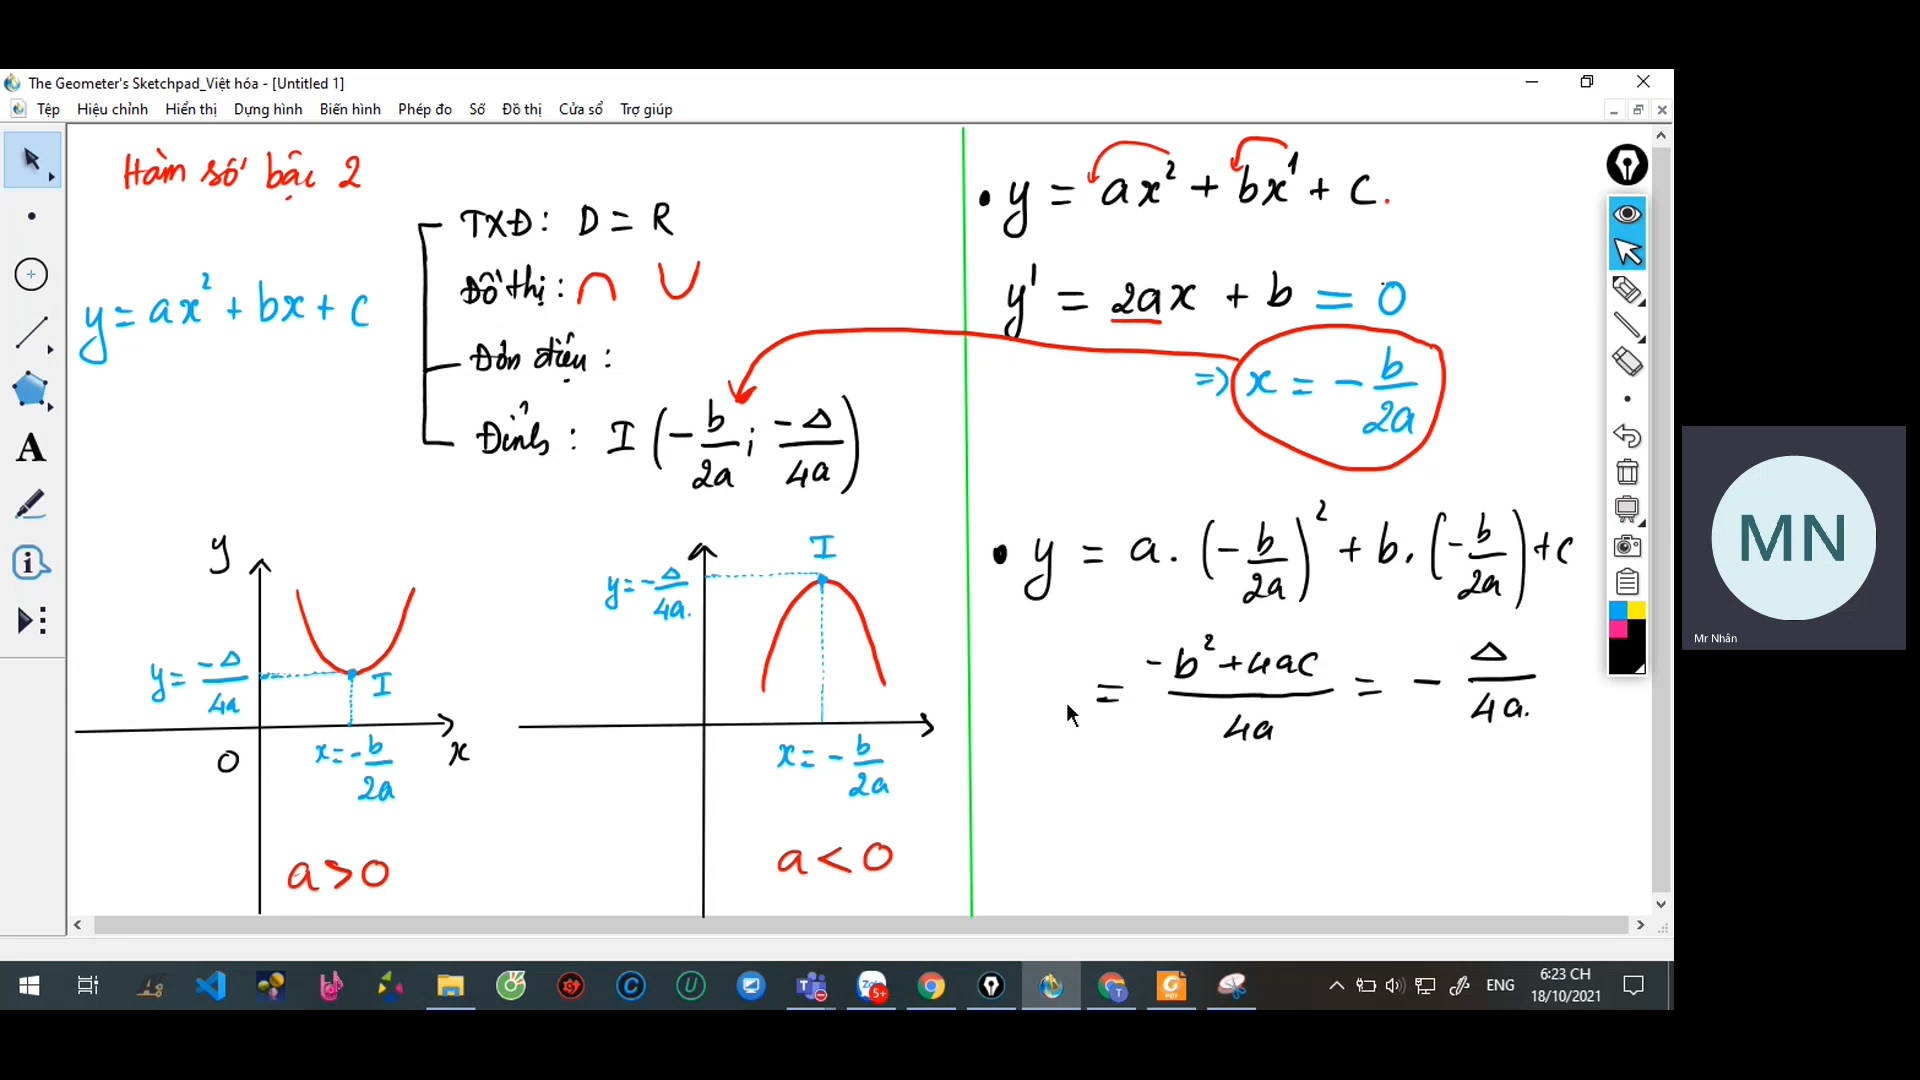 The Geometer's Sketchpad_Việt hóa - [Untitled 1]
Tệp Hiệu chỉnh Hiển thị Dựng hình Biến hình Phép đo Số Đồ thị Cửa sổ Trợ giúp
Hàm số bậc 2
y = ax² + bx + c
TXĐ: D = R
Đồ thị:
Đơn điệu:
Đỉnh: I (-b/2a; -Δ/4a)
y
y = -Δ/4a
I
O
x = -b/2a
x
a > 0
I
y = -Δ/4a.
x = -b/2a
a < 0
• y = ax² + bx¹ + c.
y' = 2ax + b = 0
=> x = -b/2a
• y = a.(-b/2a)² + b.(-b/2a) + c
= -b²+4ac/4a = -Δ/4a.
A
MN
Mr Nhân
5+
ENG
6:23 CH
18/10/2021